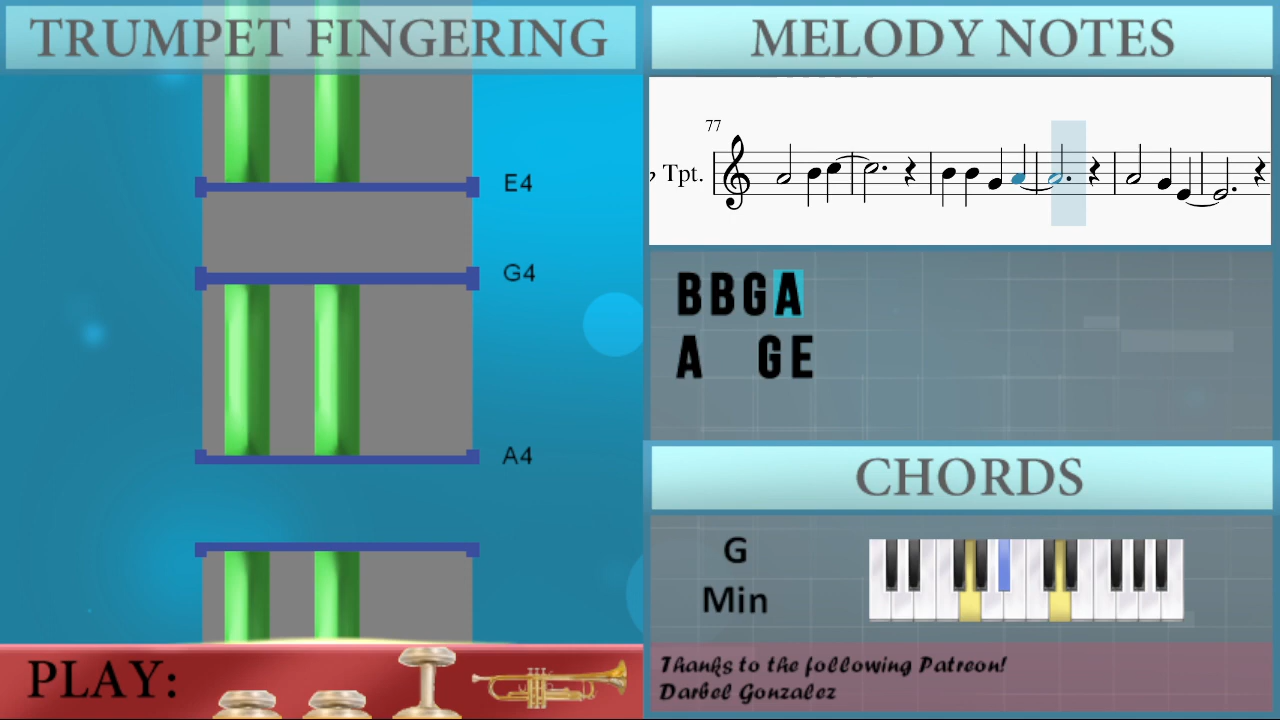 TRUMPET FINGERING
E4
G4
A4
PLAY:
MELODY NOTES
77
♭ Tpt.
BBGA
A GE
CHORDS
G
Min
Thanks to the following Patreon!
Darbel Gonzalez